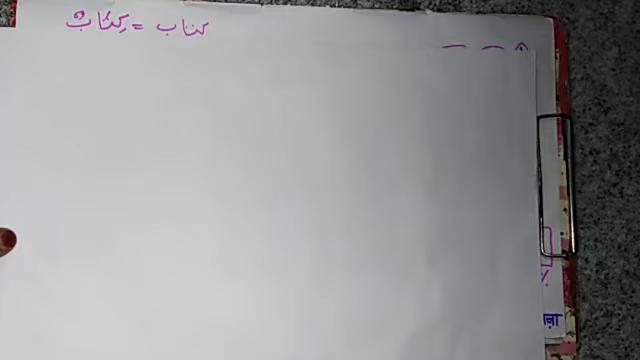 کتاب = کِتَابٌ